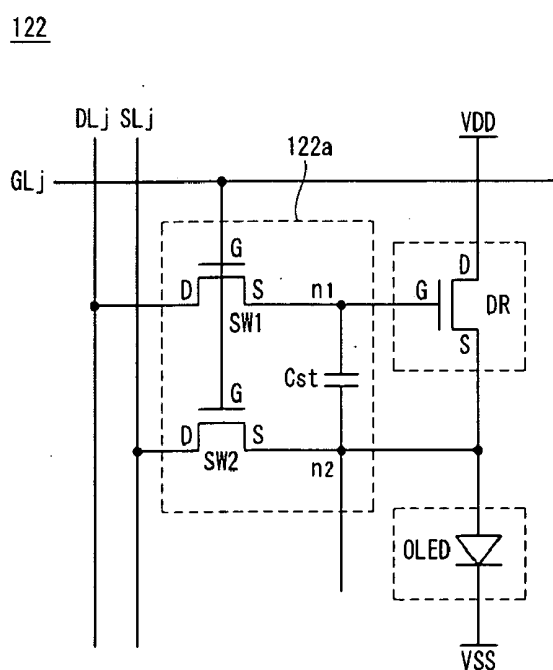 122
DLj SLj
VDD
122a
GLj
G
D
D S n1 G DR
SW1
S
Cst
G
D S
SW2 n2
OLED
VSS